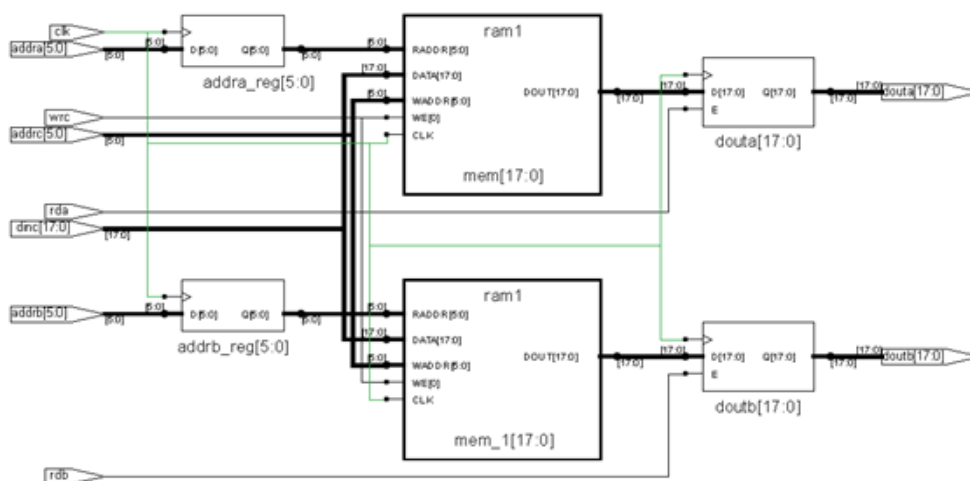 clk
addra[5:0]
[5:0]
[5:0]
D[5:0]
Q[5:0]
[5:0]
addra_reg[5:0]
wrc
addrc[5:0]
[5:0]
rda
dinc[17:0]
[17:0]
addrb[5:0]
[5:0]
[5:0]
D[5:0]
Q[5:0]
[5:0]
addrb_reg[5:0]
rdb
ram1
[5:0]
RADDR[5:0]
[17:0]
DATA[17:0]
[5:0]
WADDR[5:0]
WE[0]
CLK
DOUT[17:0]
mem[17:0]
[17:0]
[17:0]
D[17:0]
Q[17:0]
E
[17:0]
[17:0]
douta[17:0]
douta[17:0]
ram1
[5:0]
RADDR[5:0]
[17:0]
DATA[17:0]
[5:0]
WADDR[5:0]
WE[0]
CLK
DOUT[17:0]
mem_1[17:0]
[17:0]
[17:0]
D[17:0]
Q[17:0]
E
[17:0]
[17:0]
doutb[17:0]
doutb[17:0]